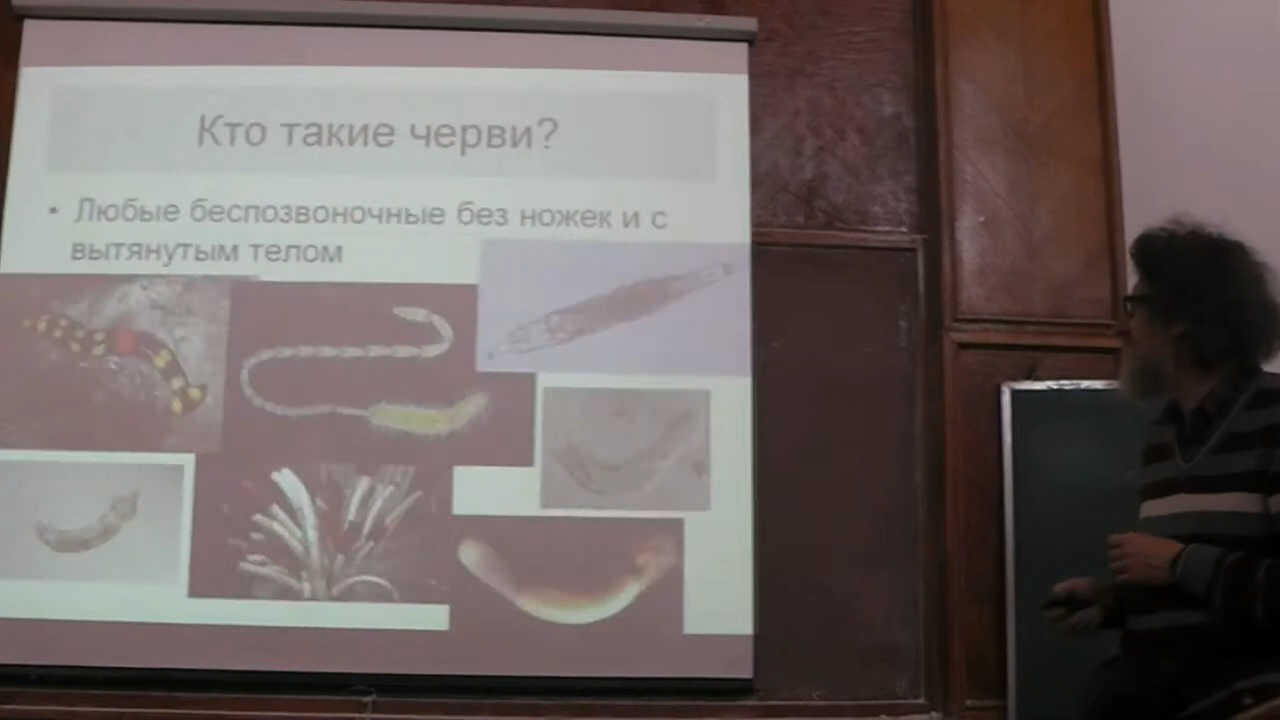 Кто такие черви?
• Любые беспозвоночные без ножек и с
вытянутым телом